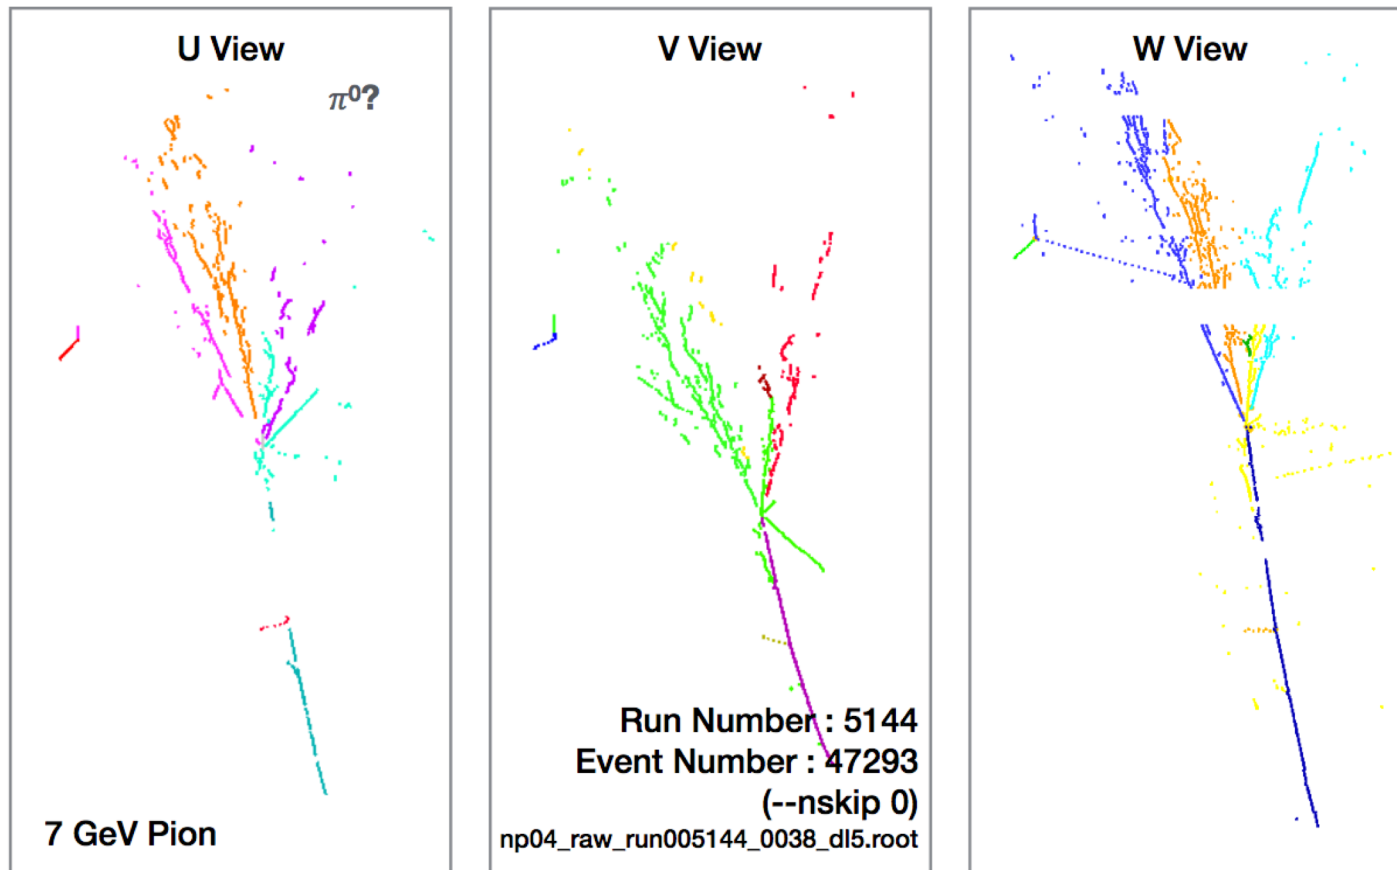 U View
π⁰?
7 GeV Pion
V View
Run Number : 5144
Event Number : 47293
(--nskip 0)
np04_raw_run005144_0038_dl5.root
W View